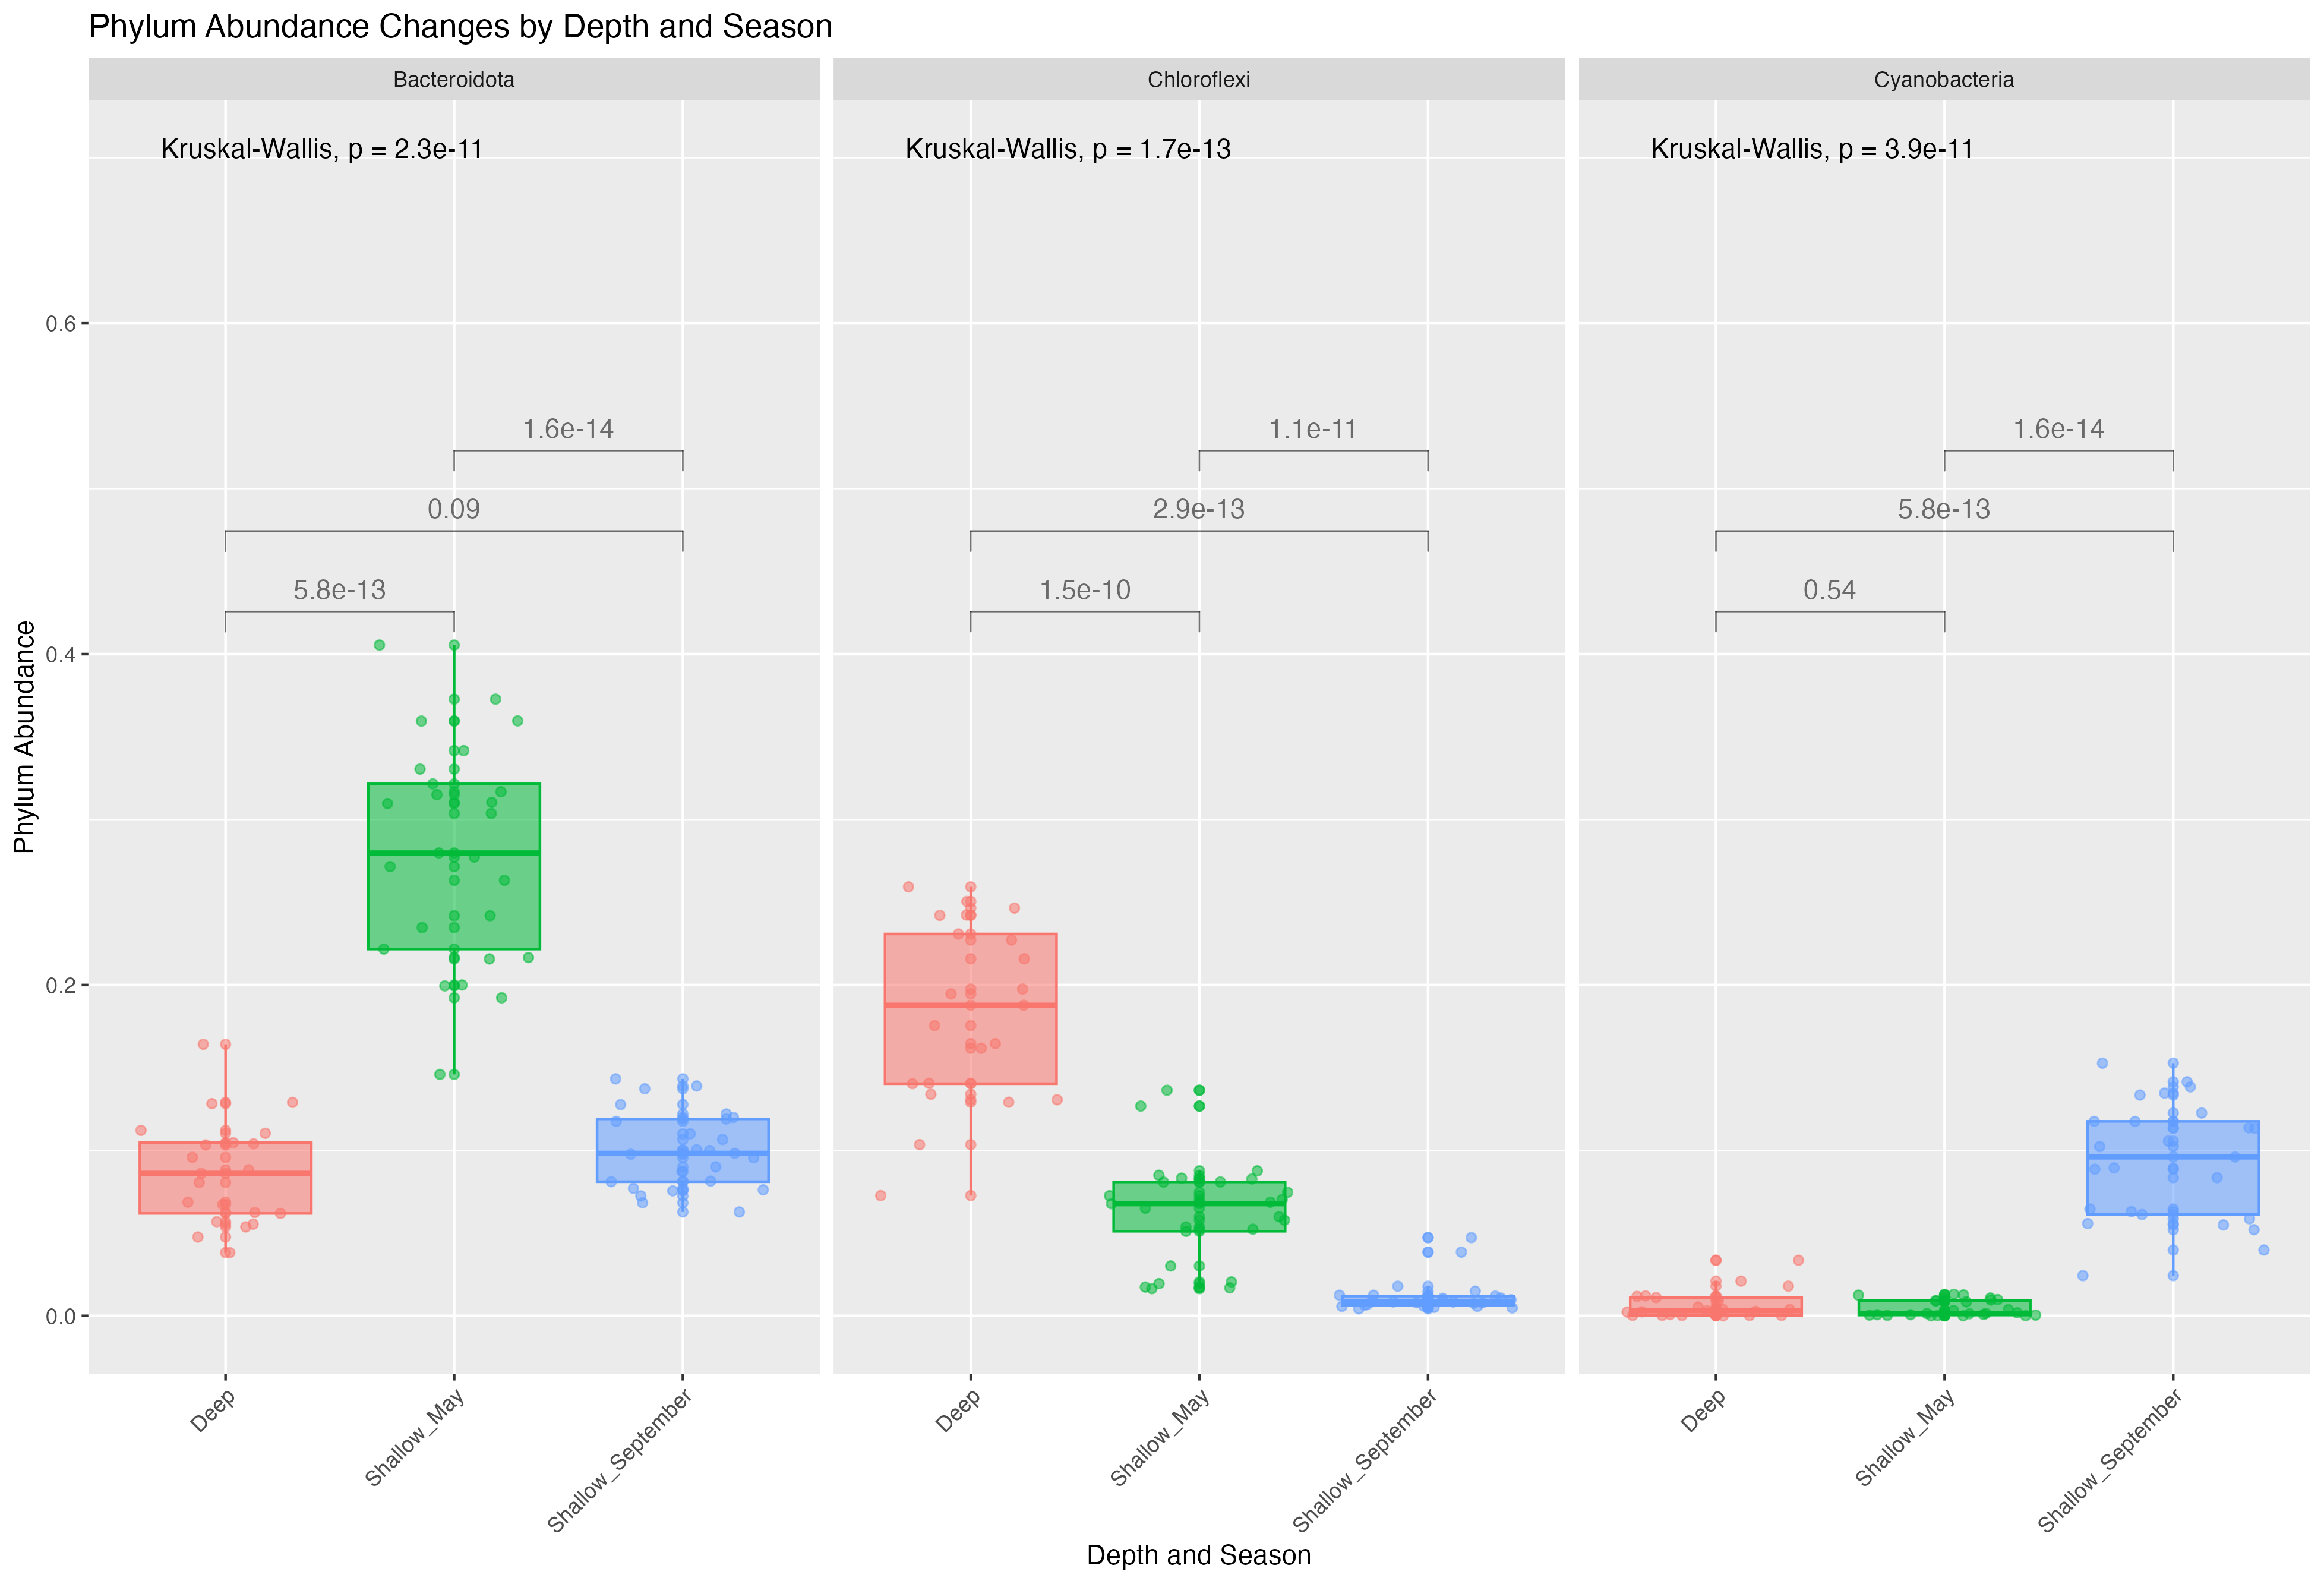 Phylum Abundance Changes by Depth and Season
Bacteroidota
Chloroflexi
Cyanobacteria
Kruskal-Wallis, p = 2.3e-11
Kruskal-Wallis, p = 1.7e-13
Kruskal-Wallis, p = 3.9e-11
0.6
1.6e-14
1.1e-11
1.6e-14
0.09
2.9e-13
5.8e-13
5.8e-13
1.5e-10
0.54
0.4
0.2
0.0
Phylum Abundance
Deep
Shallow_May
Shallow_September
Deep
Shallow_May
Shallow_September
Deep
Shallow_May
Shallow_September
Depth and Season